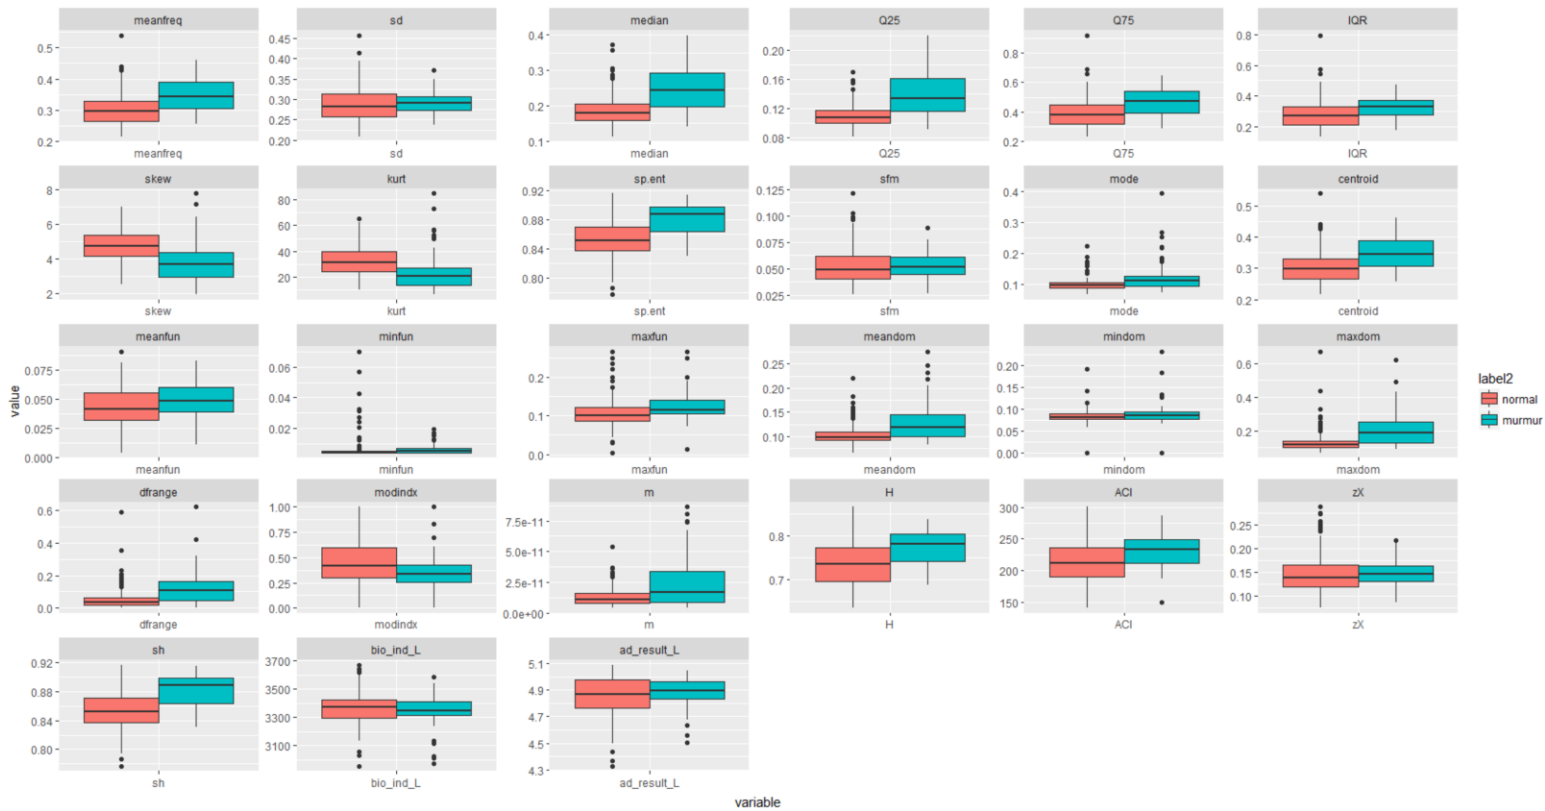 meanfreq sd median Q25 Q75 IQR
0.5 0.4 0.3 0.2
0.45 0.40 0.35 0.30 0.25 0.20
0.4 0.3 0.2 0.1
0.20 0.16 0.12 0.08
0.8 0.6 0.4 0.2
0.8 0.6 0.4 0.2
meanfreq sd median Q25 Q75 IQR
skew kurt sp.ent sfm mode centroid
8 6 4 2
80 60 40 20
0.92 0.88 0.84 0.80
0.125 0.100 0.075 0.050 0.025
0.4 0.3 0.2 0.1
0.5 0.4 0.3 0.2
skew kurt sp.ent sfm mode centroid
meanfun minfun maxfun meandom mindom maxdom
0.075 0.050 0.025 0.000
0.06 0.04 0.02
0.2 0.1 0.0
0.25 0.20 0.15 0.10
0.20 0.15 0.10 0.05 0.00
0.6 0.4 0.2
meanfun minfun maxfun meandom mindom maxdom
value
label2
normal
murmur
dfrange modindx m H ACI zX
0.6 0.4 0.2 0.0
1.00 0.75 0.50 0.25 0.00
7.5e-11 5.0e-11 2.5e-11 0.0e+00
0.8 0.7
300 250 200 150
0.25 0.20 0.15 0.10
dfrange modindx m H ACI zX
sh bio_ind_L ad_result_L
0.92 0.88 0.84 0.80
3700 3500 3300 3100
5.1 4.9 4.7 4.5 4.3
sh bio_ind_L ad_result_L
variable